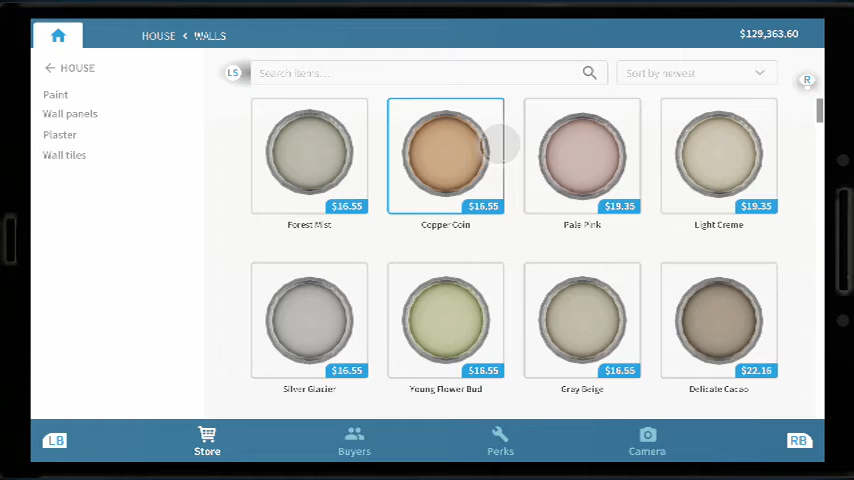 HOUSE < WALLS
$129,363.60
HOUSE
Paint
Wall panels
Plaster
Wall tiles
LS
Search items...
Sort by newest
R
$16.55
$16.55
$19.35
$19.35
Forest Mist
Copper Coin
Pale Pink
Light Creme
$16.55
$16.55
$16.55
$22.16
Silver Glacier
Young Flower Bud
Gray Beige
Delicate Cacao
LB
Store
Buyers
Perks
Camera
RB